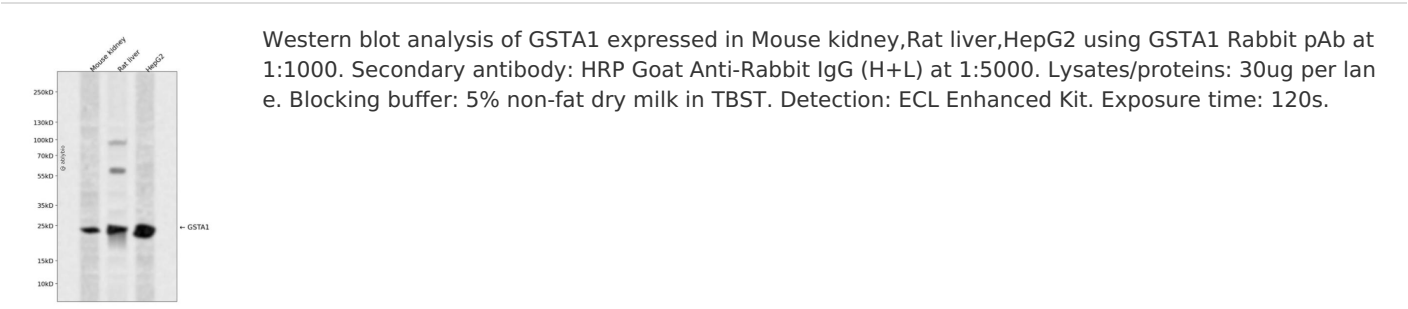 Mouse kidney
Rat liver
HepG2
250kD
130kD
100kD
70kD
55kD
35kD
25kD
15kD
10kD
← GSTA1
Western blot analysis of GSTA1 expressed in Mouse kidney,Rat liver,HepG2 using GSTA1 Rabbit pAb at
1:1000. Secondary antibody: HRP Goat Anti-Rabbit IgG (H+L) at 1:5000. Lysates/proteins: 30ug per lan
e. Blocking buffer: 5% non-fat dry milk in TBST. Detection: ECL Enhanced Kit. Exposure time: 120s.